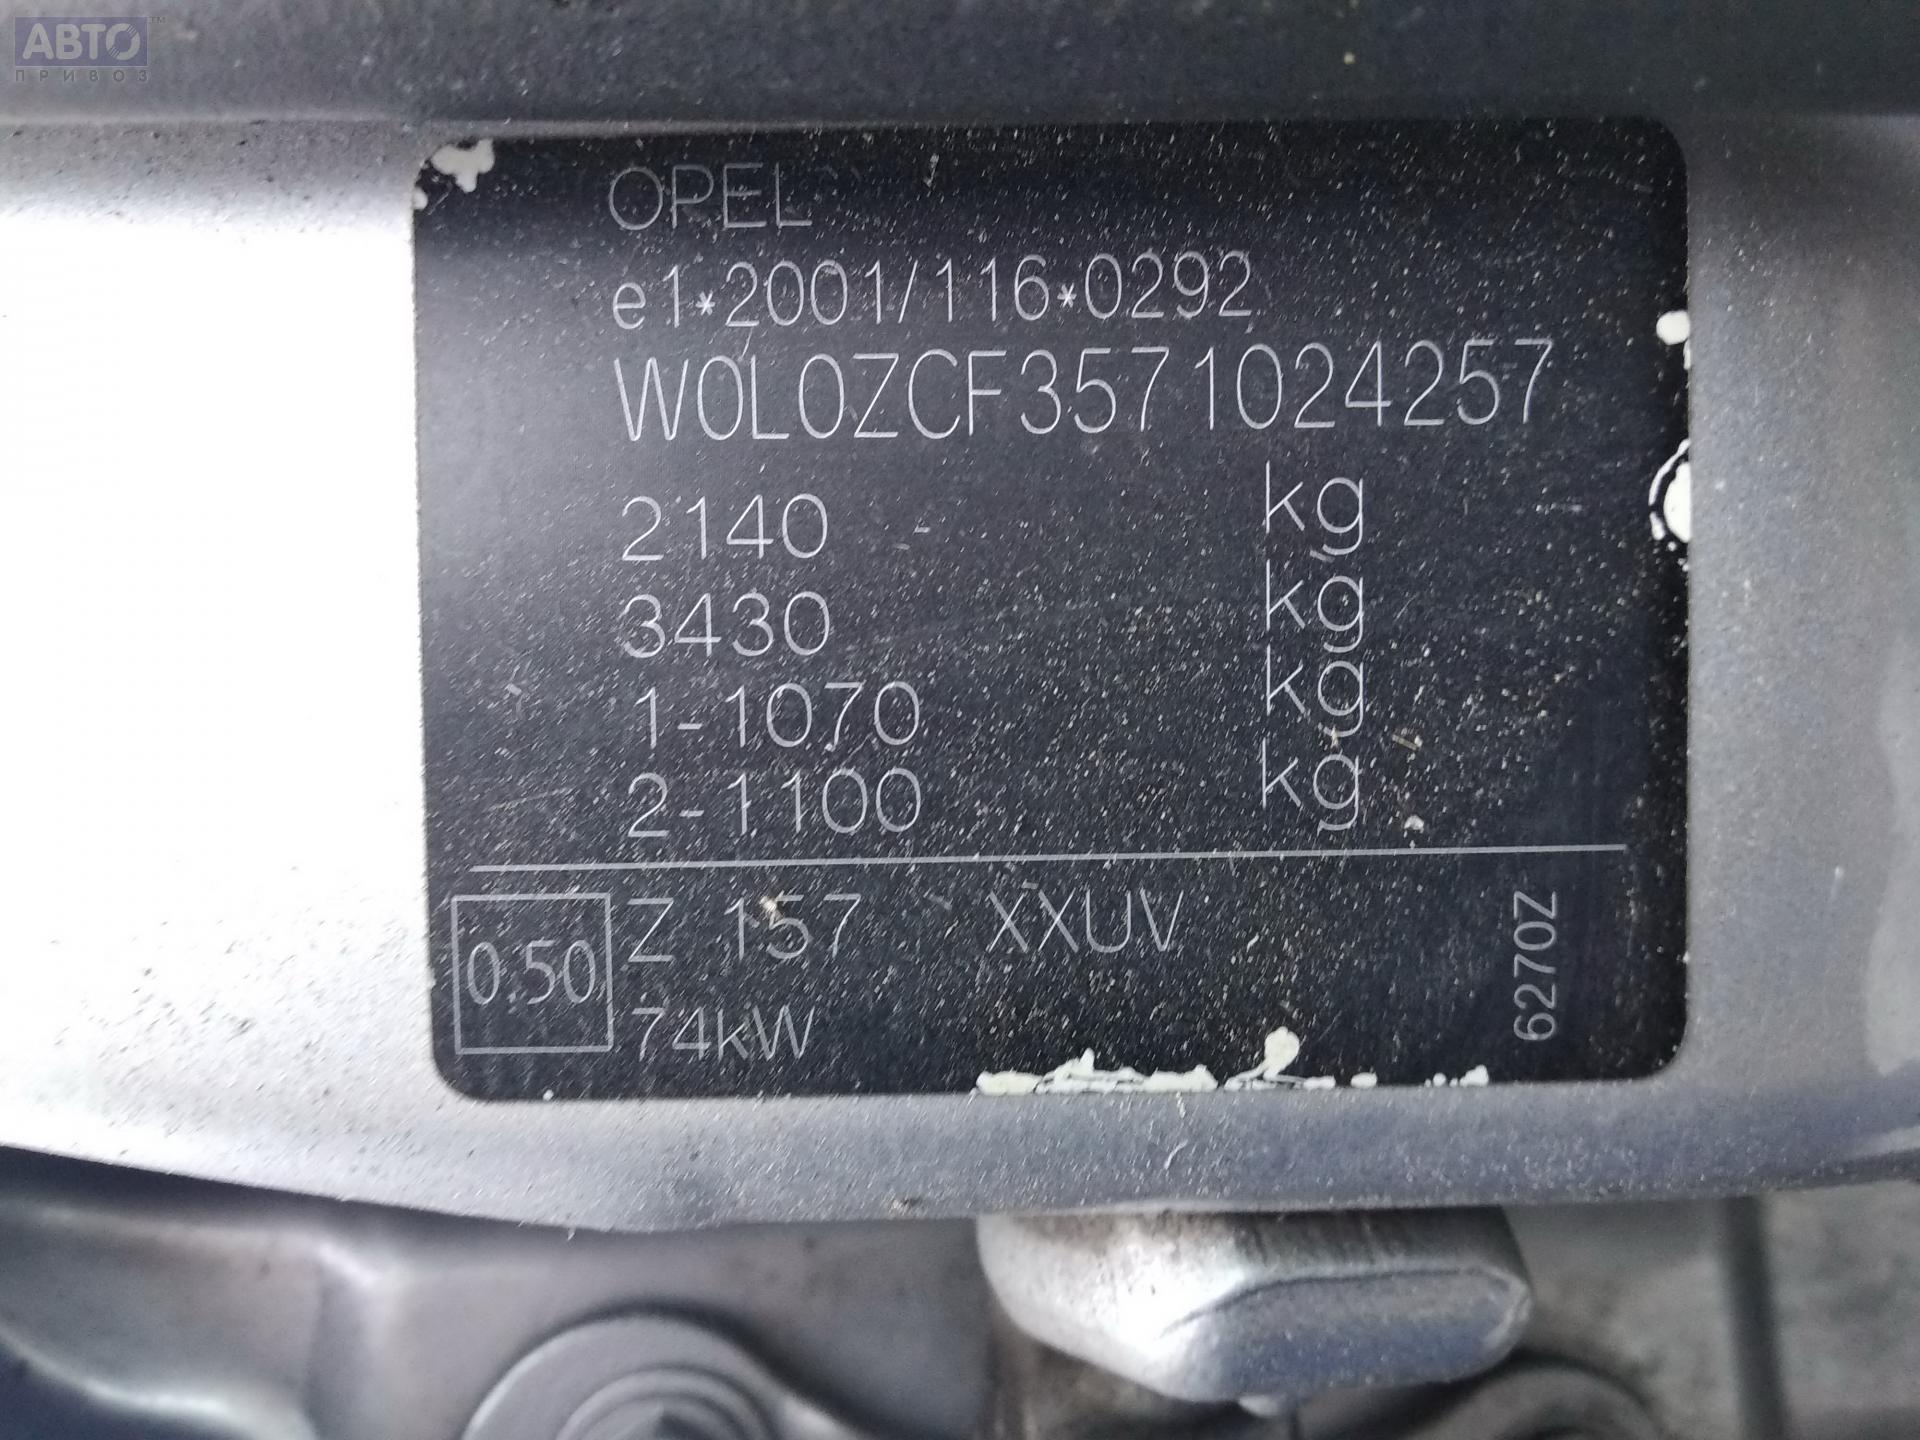 АВТО™
ПРИВОЗ
OPEL
e1*2001/116*0292
W0L0ZCF3571024257
2140 kg
3430 kg
1-1070 kg
2-1100 kg
0.50
Z 157 XXUV
74kW
6270Z